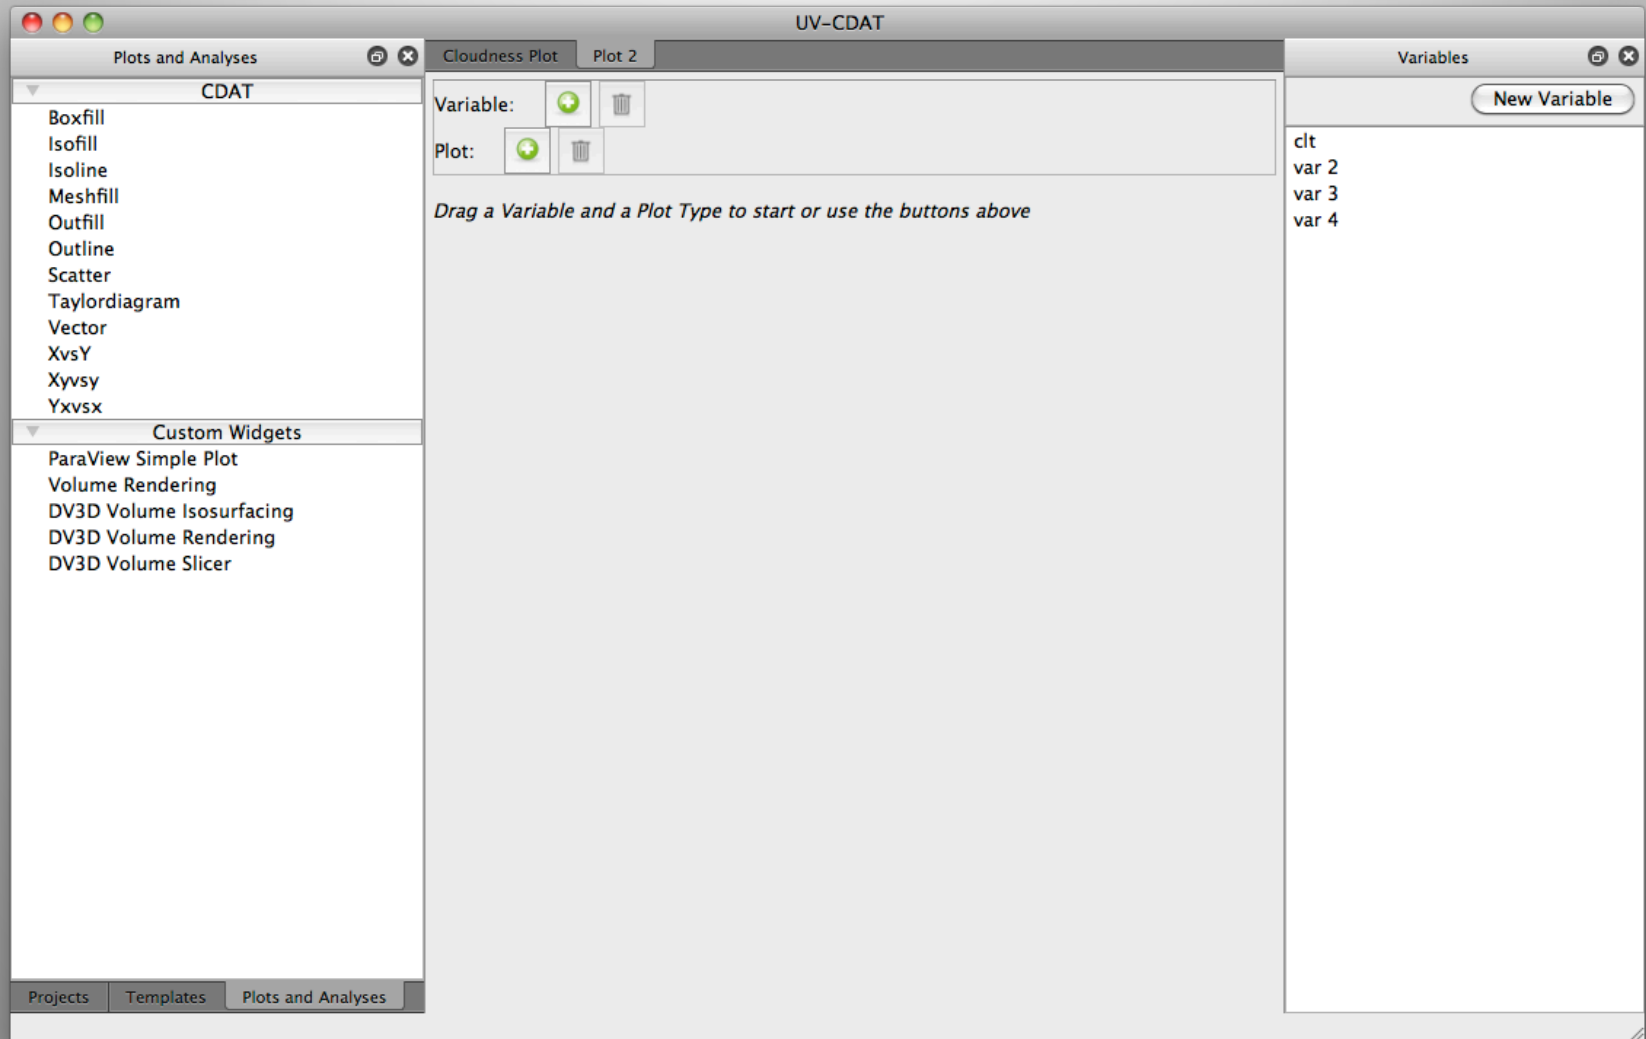 UV-CDAT
Plots and Analyses
CDAT
Boxfill
Isofill
Isoline
Meshfill
Outfill
Outline
Scatter
Taylordiagram
Vector
XvsY
Xyvsy
Yxvsx
Custom Widgets
ParaView Simple Plot
Volume Rendering
DV3D Volume Isosurfacing
DV3D Volume Rendering
DV3D Volume Slicer
Projects Templates Plots and Analyses
Cloudness Plot Plot 2
Variable:
Plot:
Drag a Variable and a Plot Type to start or use the buttons above
Variables
New Variable
clt
var 2
var 3
var 4